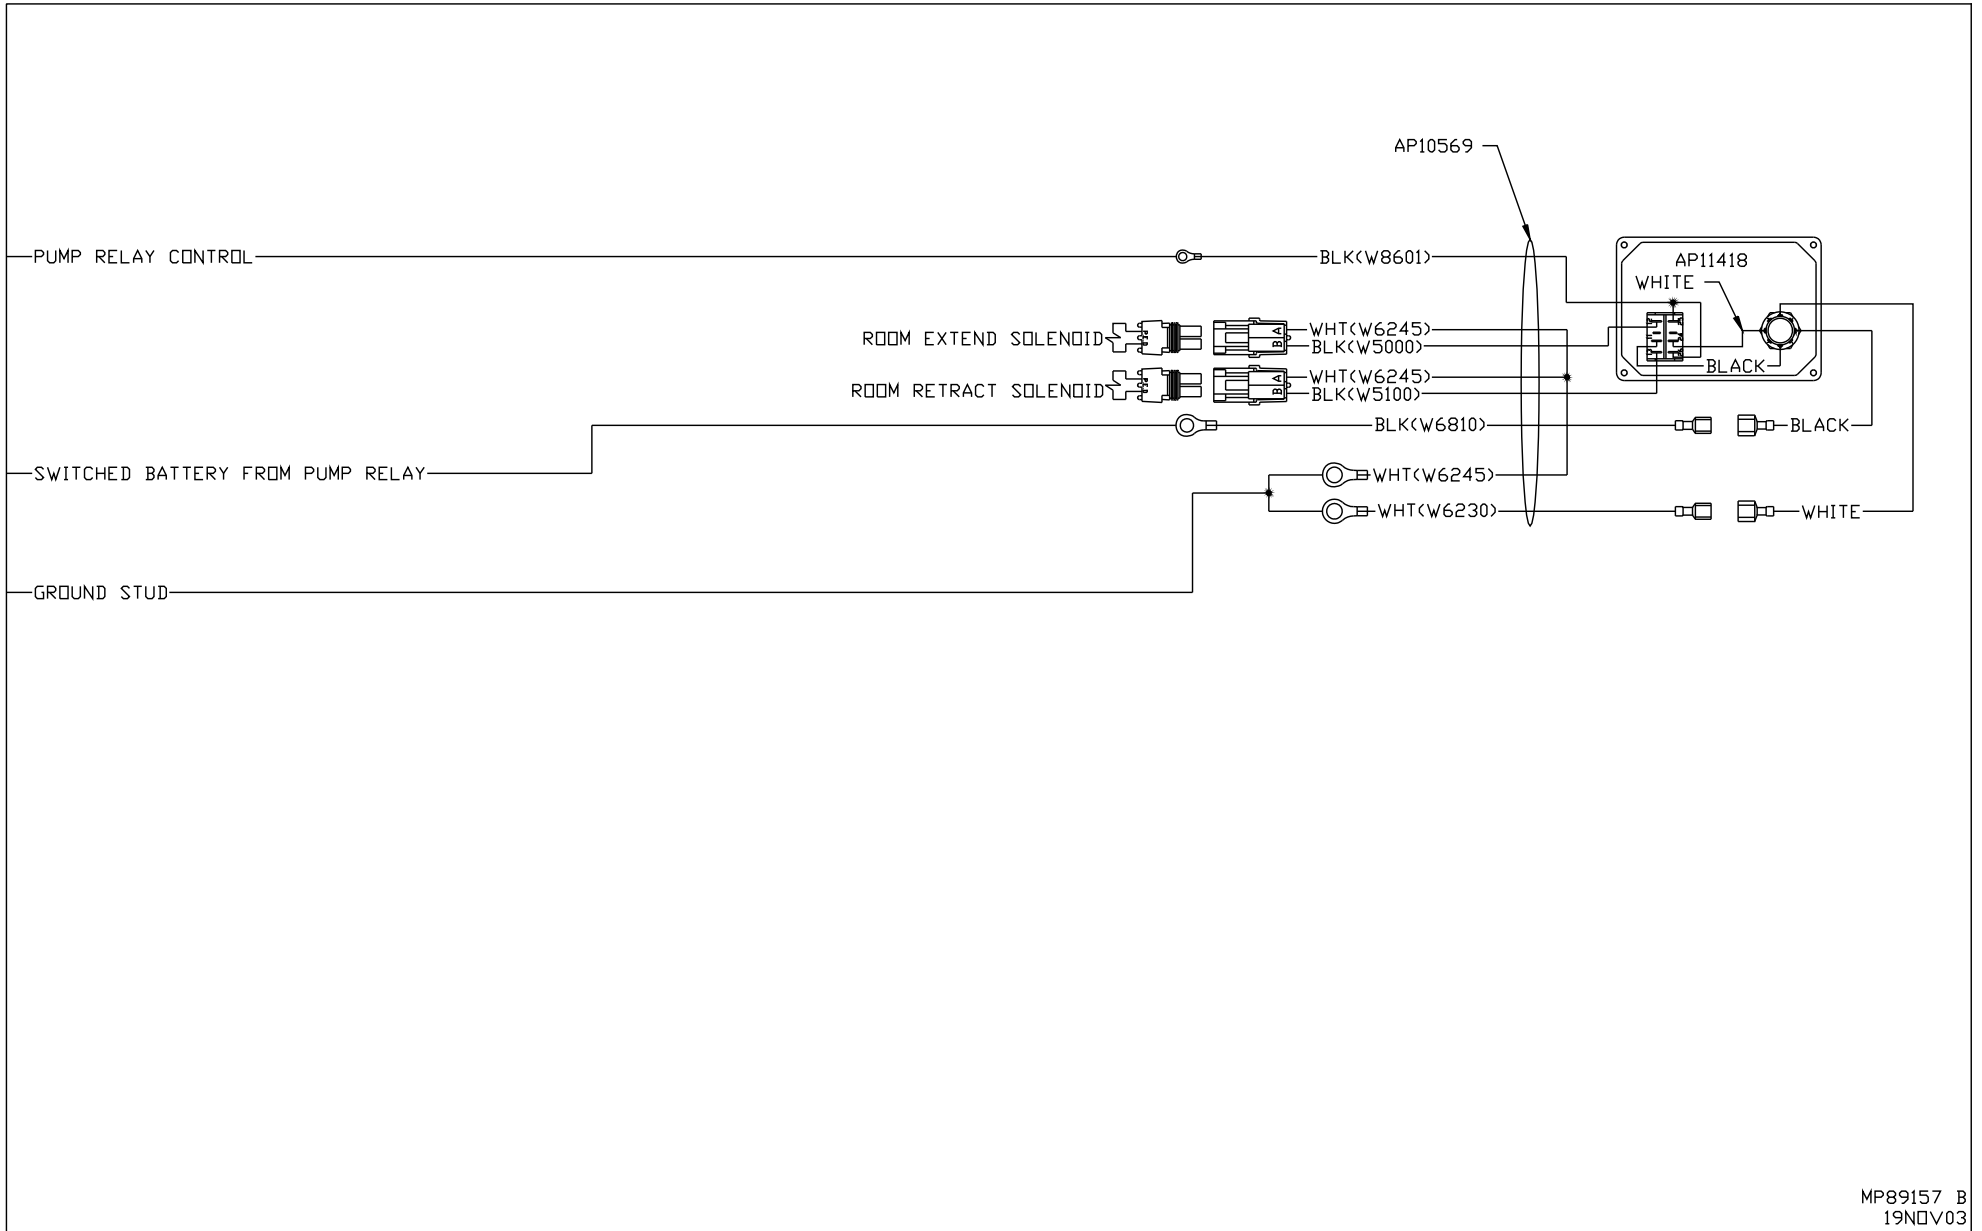 AP10569
PUMP RELAY CONTROL
BLK(W8601)
AP11418
WHITE
ROOM EXTEND SOLENOID
A
B
WHT(W6245)
BLK(W5000)
BLACK
ROOM RETRACT SOLENOID
A
B
WHT(W6245)
BLK(W5100)
BLK(W6810)
BLACK
SWITCHED BATTERY FROM PUMP RELAY
WHT(W6245)
WHT(W6230)
WHITE
GROUND STUD
MP89157 B
19NOV03